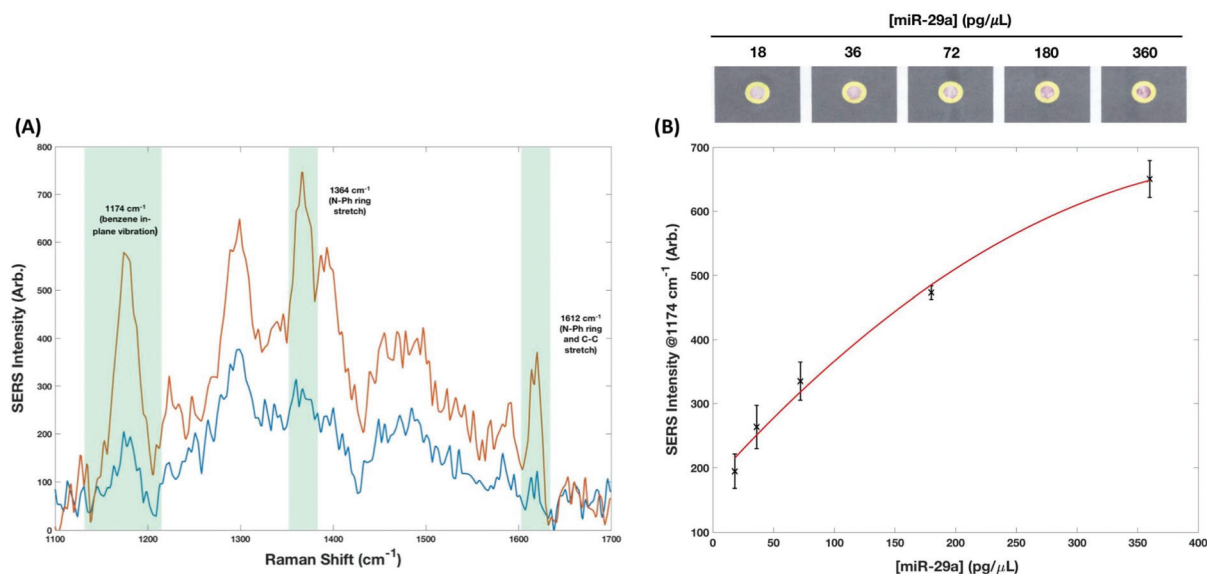 [miR-29a] (pg/μL)
18 36 72 180 360
(A)
800
700
600
500
400
300
200
100
0
SERS Intensity (Arb.)
1174 cm⁻¹
(benzene in-
plane vibration)
1364 cm⁻¹
(N-Ph ring
stretch)
1612 cm⁻¹
(N-Ph ring
and C-C
stretch)
1100 1200 1300 1400 1500 1600 1700
Raman Shift (cm⁻¹)
(B)
700
600
500
400
300
200
100
SERS Intensity @1174 cm⁻¹ (Arb.)
0 50 100 150 200 250 300 350 400
[miR-29a] (pg/μL)